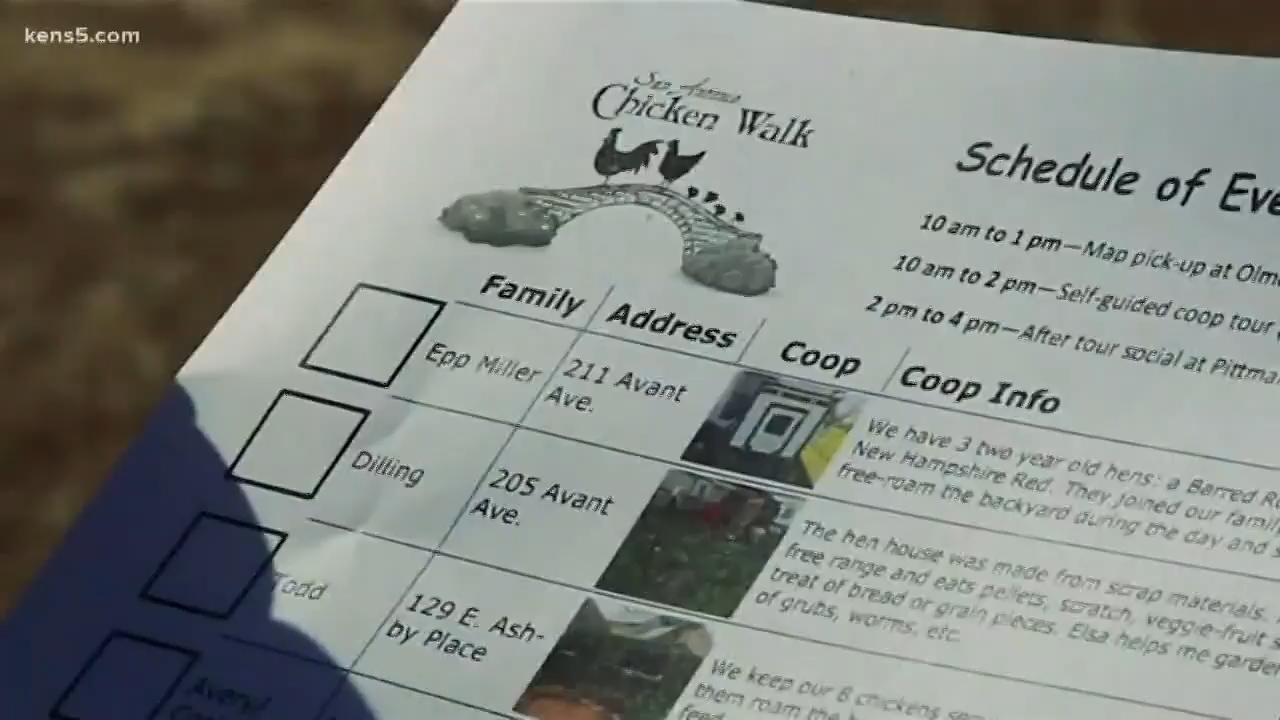 kens5.com
San Antonio
Chicken Walk
Schedule of Eve
10 am to 1 pm—Map pick-up at Olm
10 am to 2 pm—Self-guided coop tour
2 pm to 4 pm—After tour social at Pittma
Family Address Coop Coop Info
Epp Miller
211 Avant
Ave.
We have 3 two year old hens: a Barred R
New Hampshire Red. They joined our famil
free-roam the backyard during the day and s
Dilling
205 Avant
Ave.
The hen house was made from scrap materials.
free range and eats pellets, scratch, veggie-fruit s
treat of bread or grain pieces. Elsa helps me garde
of grubs, worms, etc.
Todd
129 E. Ash-
by Place
We keep our 8 chickens
them roam the
feed
Avery/